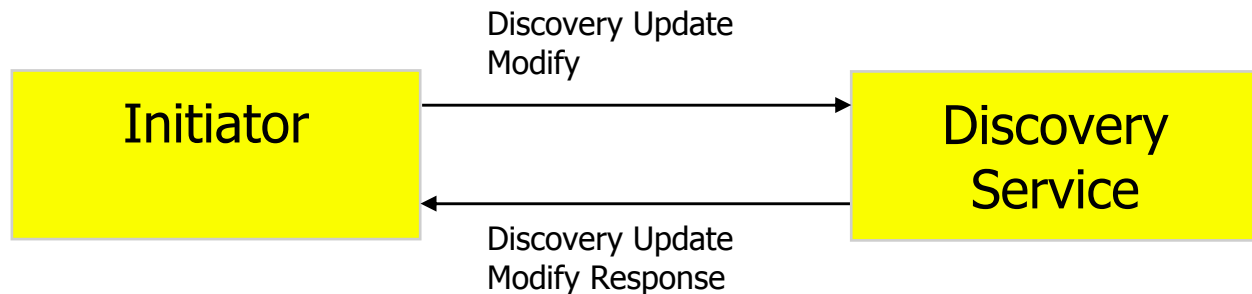 Discovery Update
Modify
Initiator
Discovery
Service
Discovery Update
Modify Response